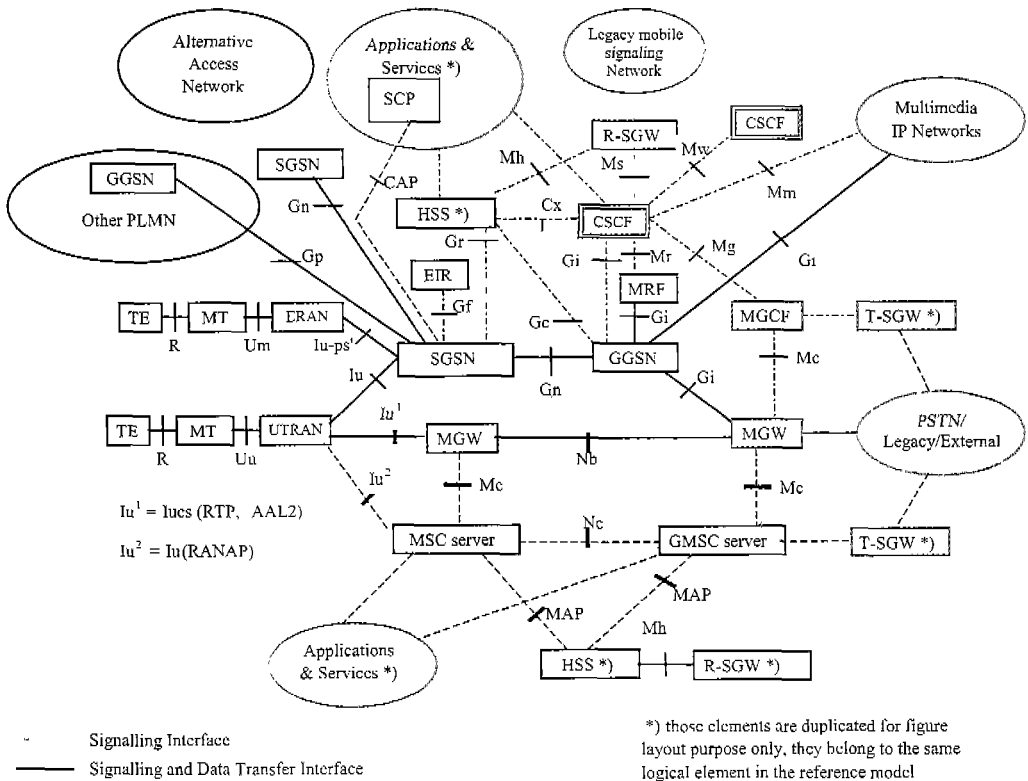 Alternative
Access
Network
Applications &
Services *)
SCP
Legacy mobile
signaling
Network
Multimedia
IP Networks
CSCF
R-SGW
Mh
Ms
Mw
Mm
GGSN
Other PLMN
SGSN
Gn
CAP
HSS *)
Cx
CSCF
Gr
Gi
Mr
Mg
Gi
Gp
EIR
Gf
MRF
Gc
Gi
MGCF
T-SGW *)
TE
MT
ERAN
R
Um
Iu-ps'
SGSN
GGSN
Mc
Iu
Gn
Gi
TE
MT
UTRAN
Iu1
MGW
MGW
PSTN/
Legacy/External
R
Uu
Nb
Iu2
Mc
Mc
Iu1 = Iucs (RTP, AAL2)
Iu2 = Iu(RANAP)
MSC server
Nc
GMSC server
T-SGW *)
MAP
MAP
Applications
& Services *)
Mh
HSS *)
R-SGW *)
Signalling Interface
Signalling and Data Transfer Interface
*) those elements are duplicated for figure
layout purpose only, they belong to the same
logical element in the reference model